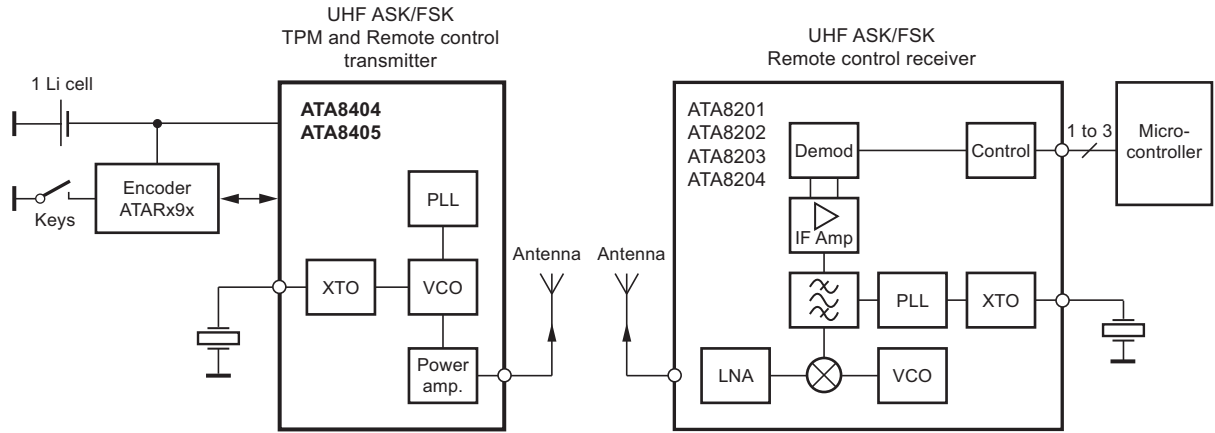 UHF ASK/FSK
TPM and Remote control
transmitter
1 Li cell
ATA8404
ATA8405
Encoder
ATARx9x
Keys
PLL
XTO
VCO
Power
amp.
Antenna
UHF ASK/FSK
Remote control receiver
Antenna
ATA8201
ATA8202
ATA8203
ATA8204
Demod
Control
1 to 3
Micro-
controller
IF Amp
PLL
XTO
LNA
VCO